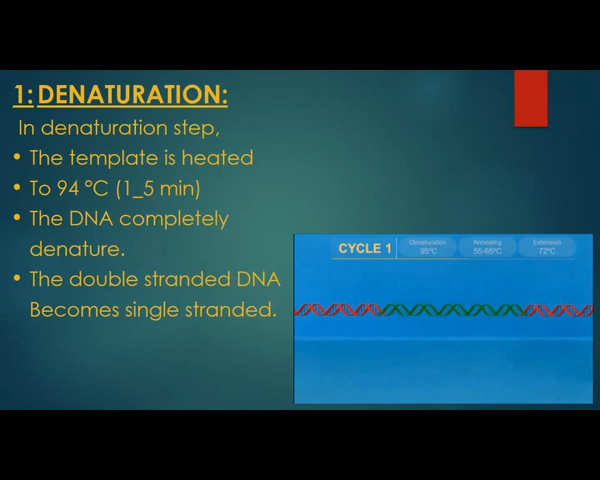 1: DENATURATION:
In denaturation step,
• The template is heated
• To 94 °C (1_5 min)
• The DNA completely
denature.
• The double stranded DNA
Becomes single stranded.
CYCLE 1
Denaturation
95°C
Annealing
55-65°C
Extension
72°C